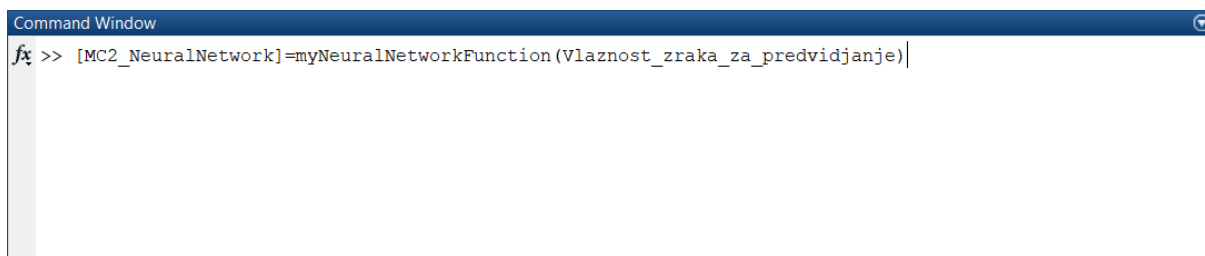 Command Window
fx >> [MC2_NeuralNetwork]=myNeuralNetworkFunction(Vlaznost_zraka_za_predvidjanje)